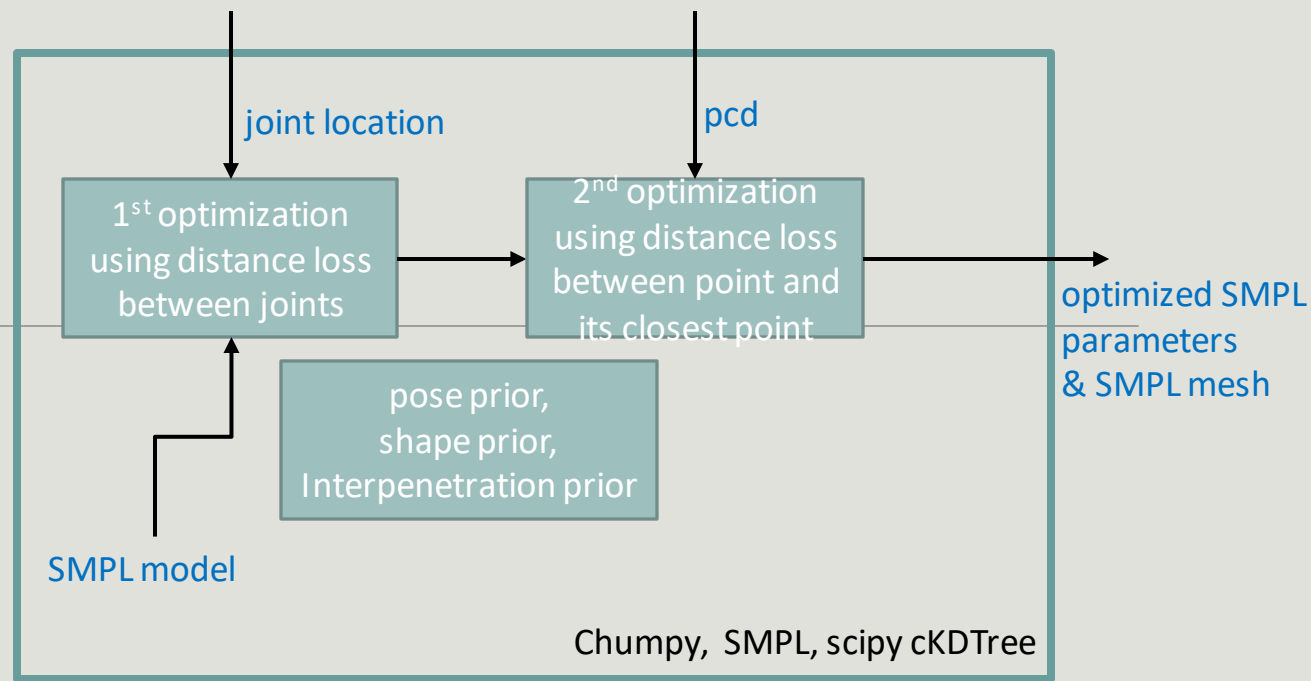 joint location
pcd
1st optimization
using distance loss
between joints
2nd optimization
using distance loss
between point and
its closest point
optimized SMPL
parameters
& SMPL mesh
pose prior,
shape prior,
Interpenetration prior
SMPL model
Chumpy, SMPL, scipy cKDTree